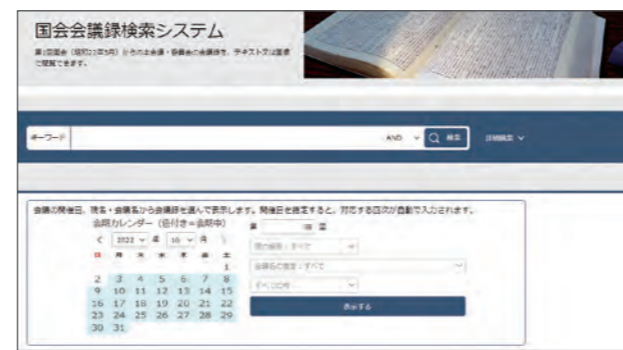 国会会議録検索システム
第1回国会（昭和22年5月）からの本会議・委員会の会議録を、テキスト又は画像
で閲覧できます。
キーワード AND 検索 詳細検索
会議の開催日、院名・会議名から会議録を選んで表示します。開催日を指定すると、対応する回次が自動で入力されます。
会期カレンダー（色付き＝会期中） 第 回 国
2022 年 10 月
日 月 火 水 木 金 土
1
2 3 4 5 6 7 8
9 10 11 12 13 14 15
16 17 18 19 20 21 22
23 24 25 26 27 28 29
30 31
院の指定：すべて
会議名の指定：すべて
すべての号
表示する